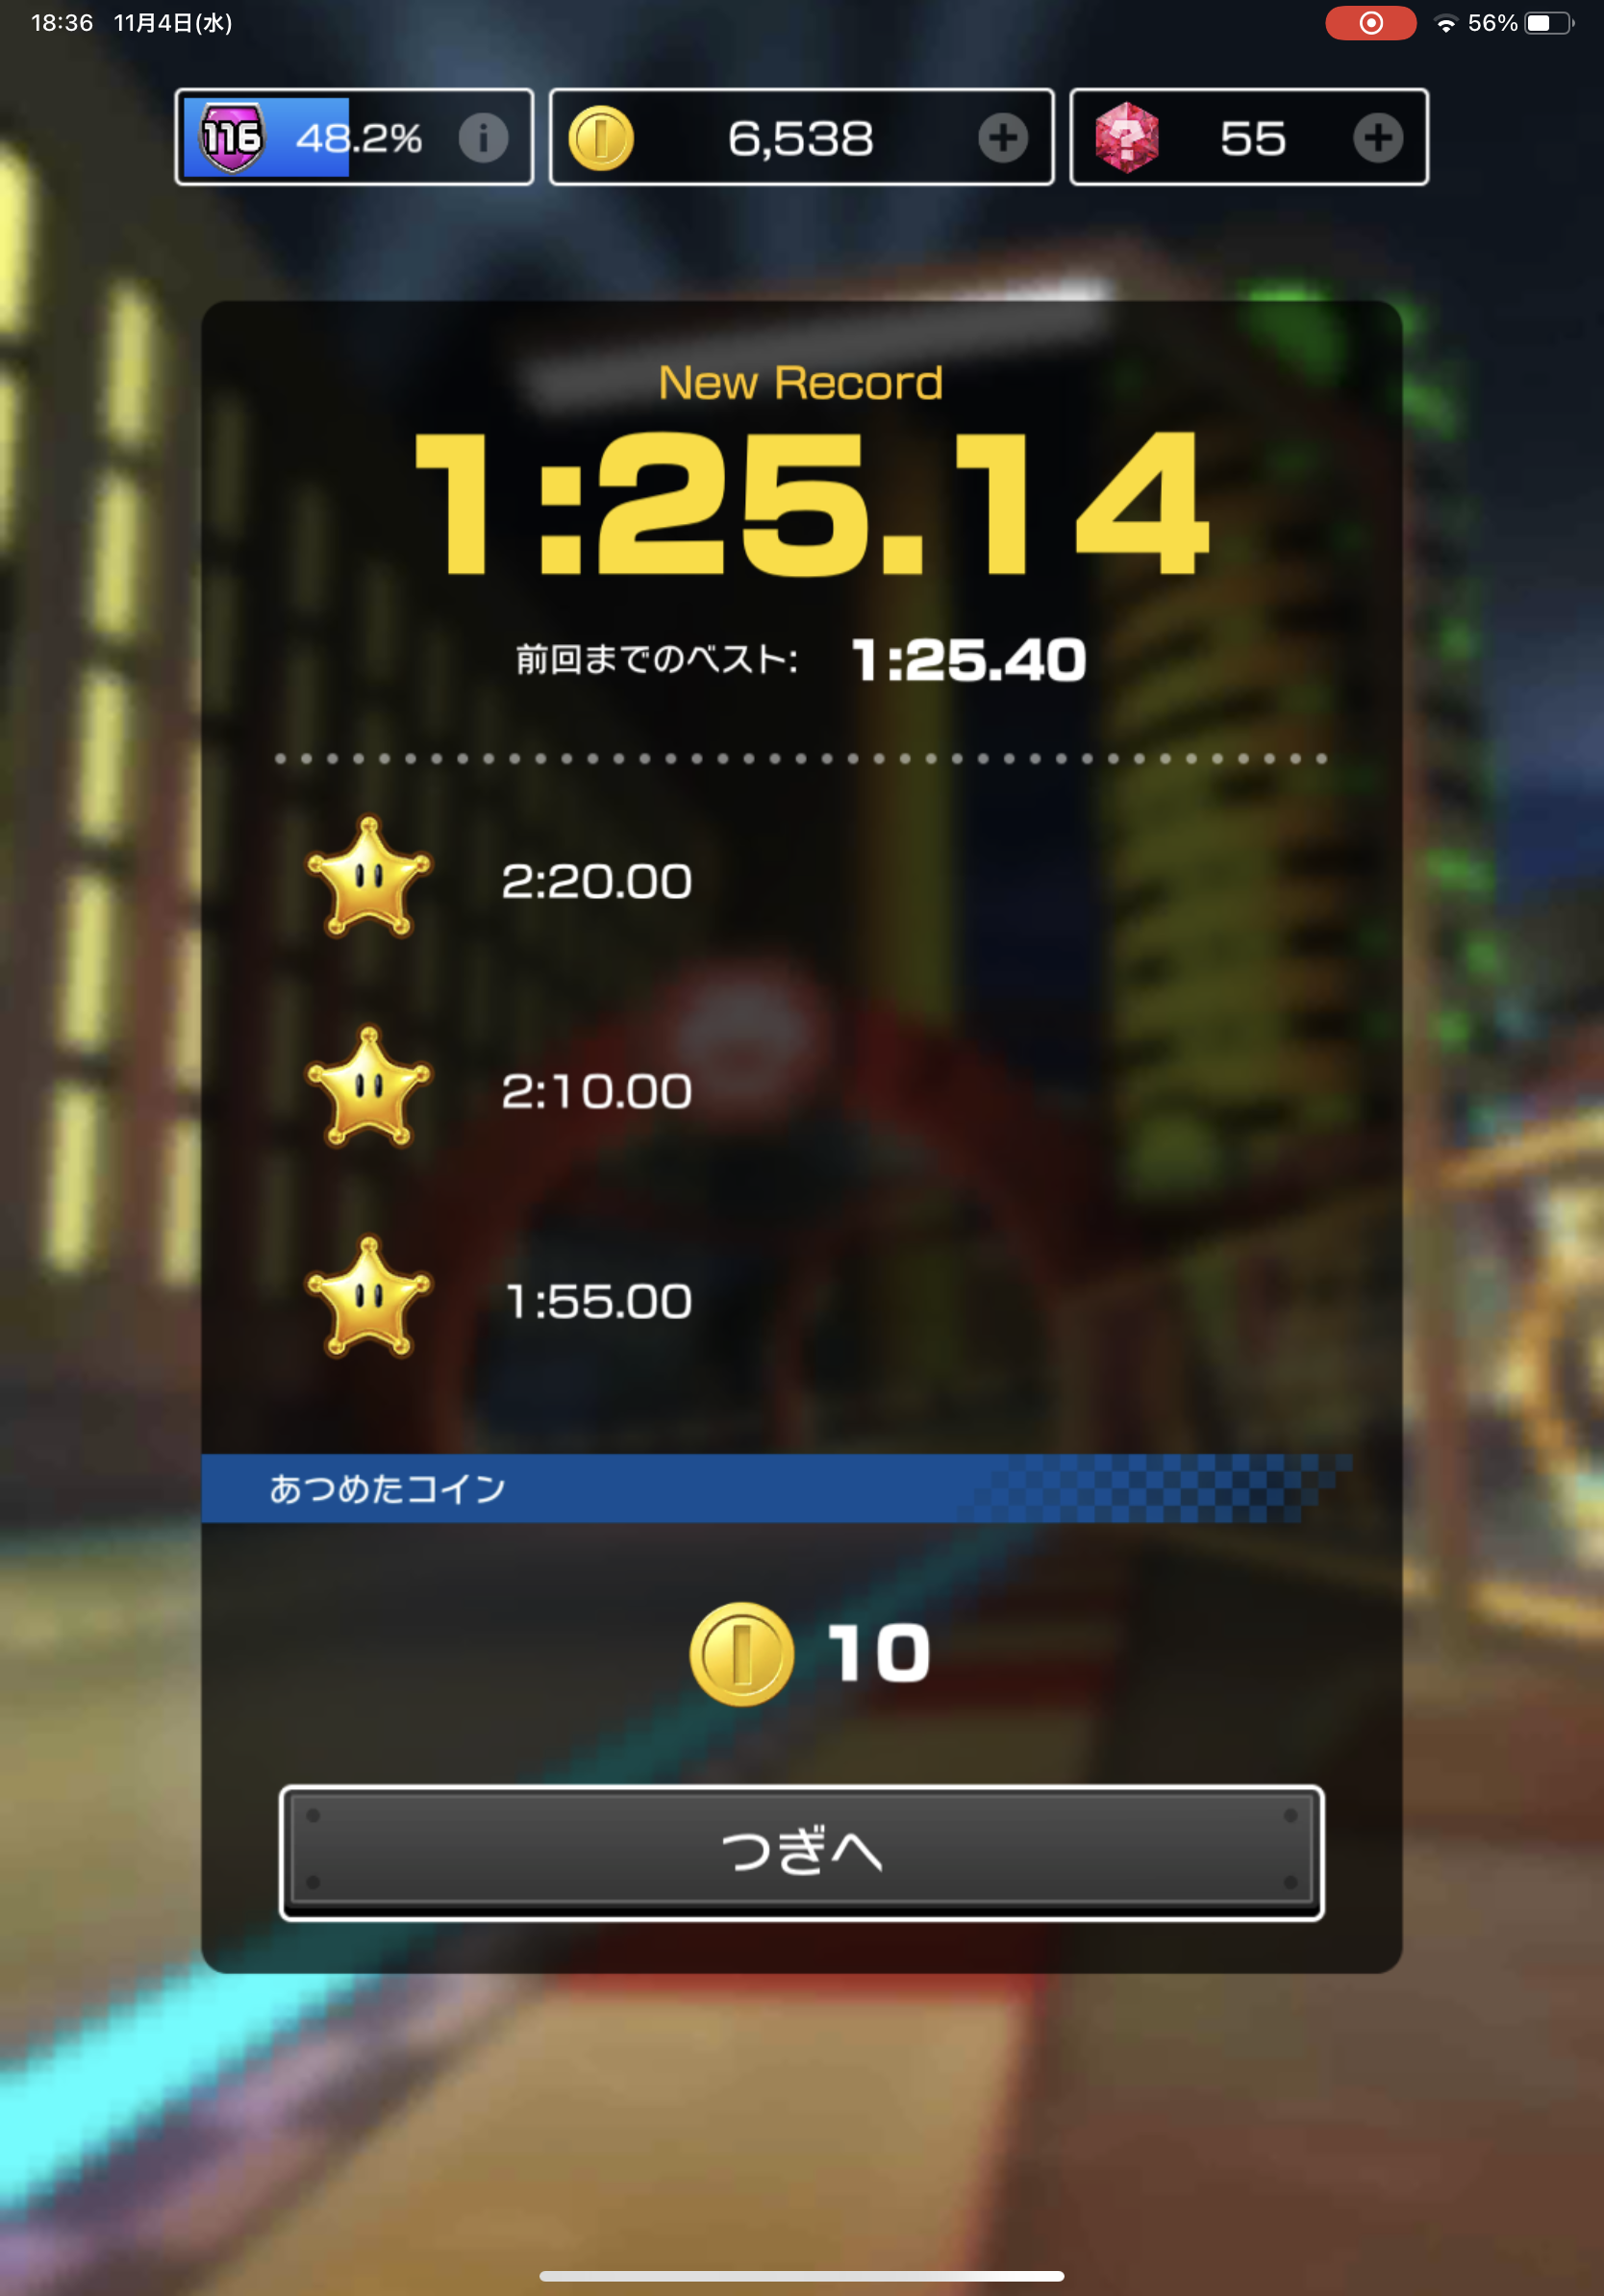 18:36 11月4日(水) 56%
116 48.2% i 6,538 + ? 55 +
New Record
1:25.14
前回までのベスト: 1:25.40
2:20.00
2:10.00
1:55.00
あつめたコイン
10
つぎへ